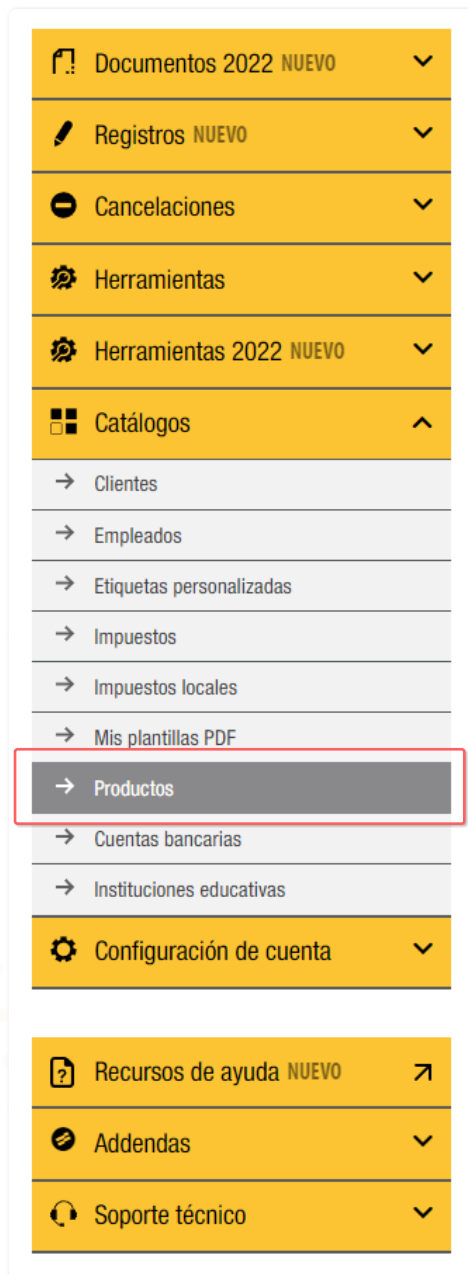 Documentos 2022 NUEVO
Registros NUEVO
Cancelaciones
Herramientas
Herramientas 2022 NUEVO
Catálogos
Clientes
Empleados
Etiquetas personalizadas
Impuestos
Impuestos locales
Mis plantillas PDF
Productos
Cuentas bancarias
Instituciones educativas
Configuración de cuenta
Recursos de ayuda NUEVO
Addendas
Soporte técnico